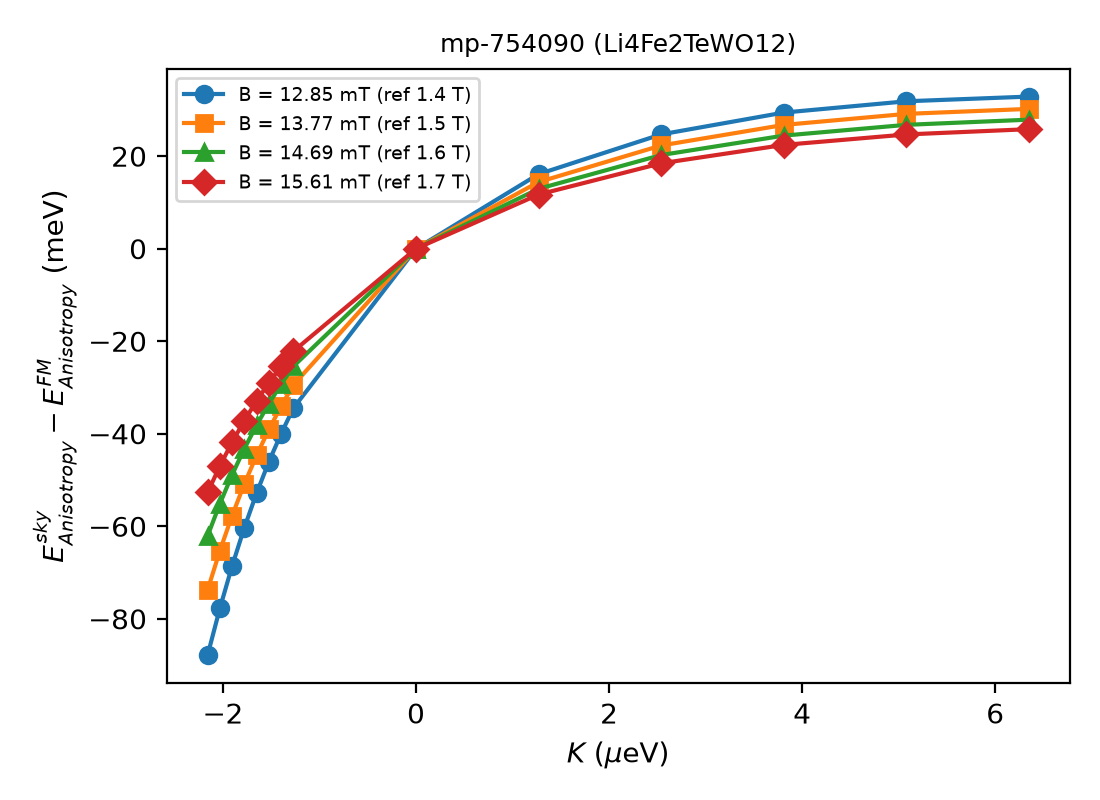 mp-754090 (Li4Fe2TeWO12)
B = 12.85 mT (ref 1.4 T)
B = 13.77 mT (ref 1.5 T)
B = 14.69 mT (ref 1.6 T)
B = 15.61 mT (ref 1.7 T)
20
0
−20
−40
−60
−80
$E^{sky}_{Anisotropy} - E^{FM}_{Anisotropy}$ (meV)
−2 0 2 4 6
K (μeV)